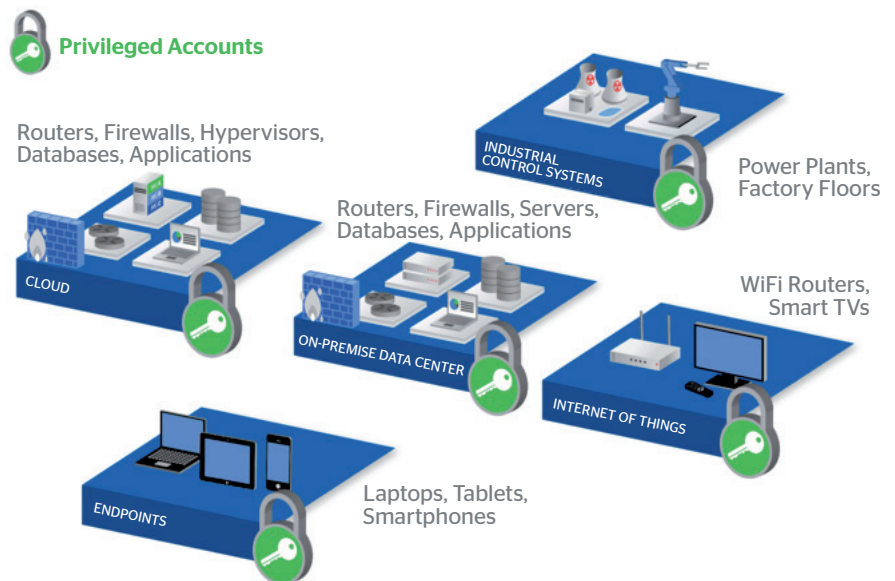 Privileged Accounts
Routers, Firewalls, Hypervisors,
Databases, Applications
CLOUD
Routers, Firewalls, Servers,
Databases, Applications
ON-PREMISE DATA CENTER
INDUSTRIAL
CONTROL SYSTEMS
Power Plants,
Factory Floors
WiFi Routers,
Smart TVs
INTERNET OF THINGS
ENDPOINTS
Laptops, Tablets,
Smartphones